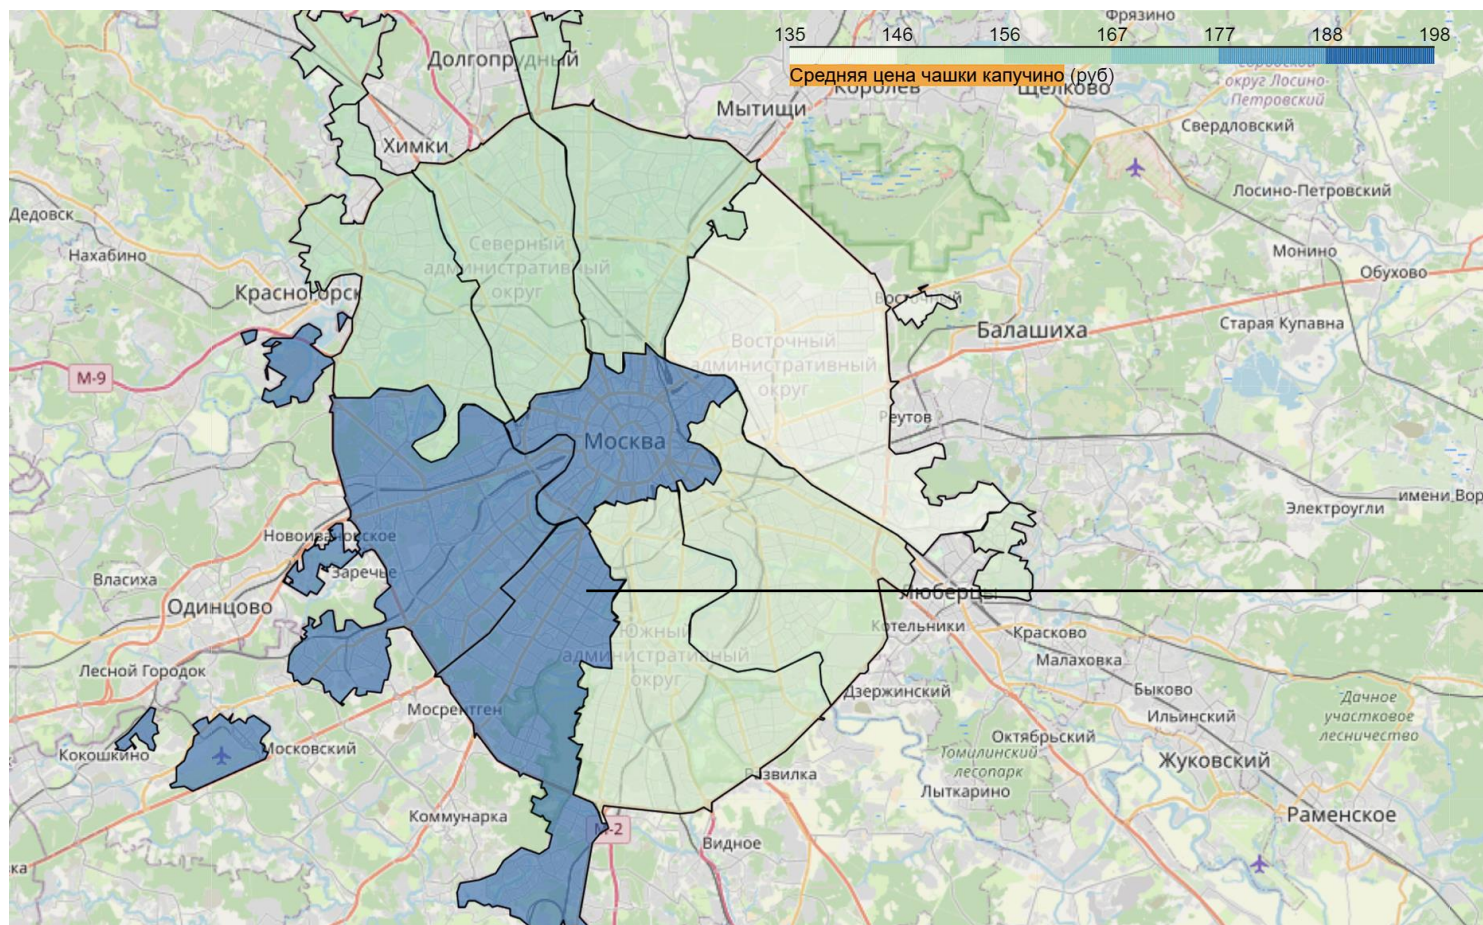 Фрязино
135 146 156 167 177 188 198
Долгопрудный
Средняя цена чашки капучино (руб)
округ Лосино-
Петровский
Королёв
Щёлково
Мытищи
Свердловский
Химки
Лосино-Петровский
Дедовск
Северный
административный
округ
Нахабино
Монино
Обухово
Красногорск
Восточный
Старая Купавна
Балашиха
Восточный
административный
округ
М-9
Реутов
Москва
имени Вор
Электроугли
Новоивановское
Власиха
Заречье
Одинцово
Люберцы
Котельники
Южный
административный
округ
Красково
Малаховка
Лесной Городок
Дзержинский
Быково
Дачное
участковое
лесничество
Мосрентген
Ильинский
Октябрьский
Кокошкино
Московский
Томилинский
лесопарк
Жуковский
Развилка
Лыткарино
Коммунарка
Раменское
М-2
Видное
ка